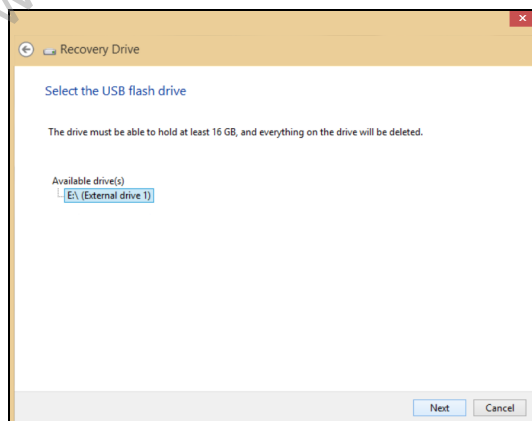 Recovery Drive
Select the USB flash drive
The drive must be able to hold at least 16 GB, and everything on the drive will be deleted.
Available drive(s)
E:\ (External drive 1)
Next Cancel